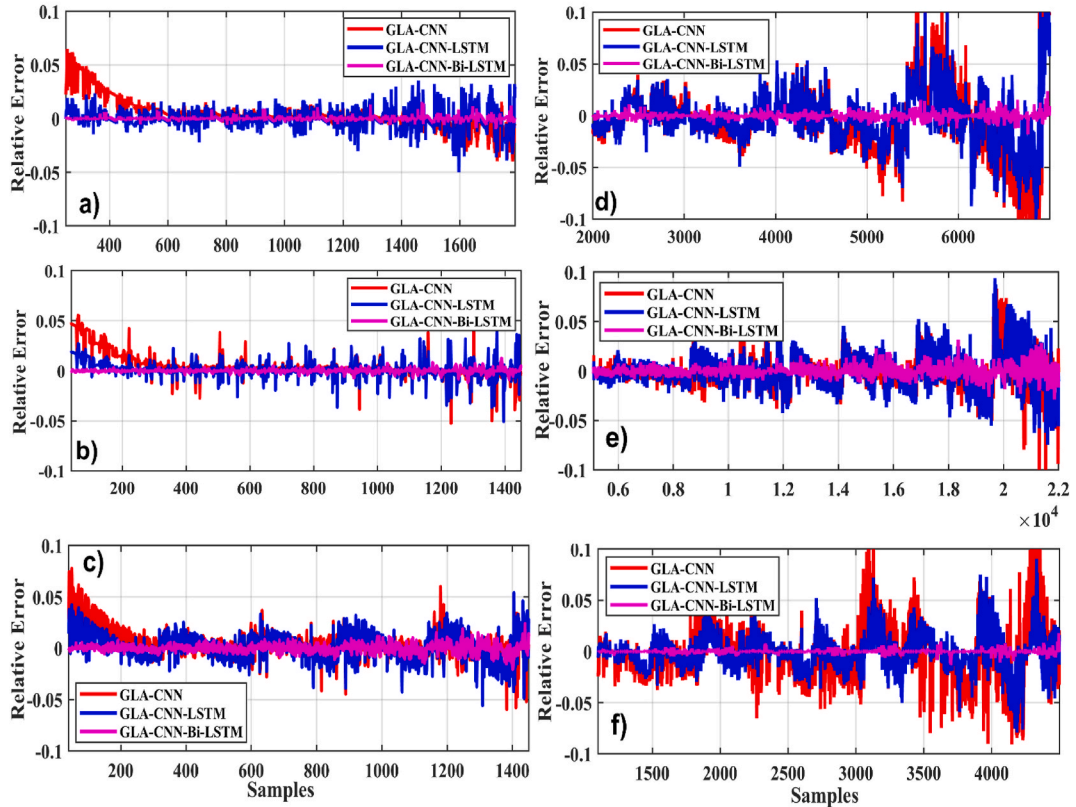 0.1
GLA-CNN
GLA-CNN-LSTM
GLA-CNN-Bi-LSTM
0.05
Relative Error
0
-0.05
a)
-0.1
400 600 800 1000 1200 1400 1600
0.1
GLA-CNN
GLA-CNN-LSTM
GLA-CNN-Bi-LSTM
0.05
Relative Error
0
-0.05
d)
-0.1
2000 3000 4000 5000 6000
0.1
GLA-CNN
GLA-CNN-LSTM
GLA-CNN-Bi-LSTM
0.05
Relative Error
0
-0.05
b)
-0.1
200 400 600 800 1000 1200 1400
0.1
GLA-CNN
GLA-CNN-LSTM
GLA-CNN-Bi-LSTM
0.05
Relative Error
0
-0.05
e)
-0.1
0.6 0.8 1 1.2 1.4 1.6 1.8 2 2.2
× 10⁴
0.1
c)
0.05
Relative Error
0
-0.05
GLA-CNN
GLA-CNN-LSTM
GLA-CNN-Bi-LSTM
-0.1
200 400 600 800 1000 1200 1400
Samples
0.1
GLA-CNN
GLA-CNN-LSTM
GLA-CNN-Bi-LSTM
0.05
Relative Error
0
-0.05
f)
-0.1
1500 2000 2500 3000 3500 4000
Samples